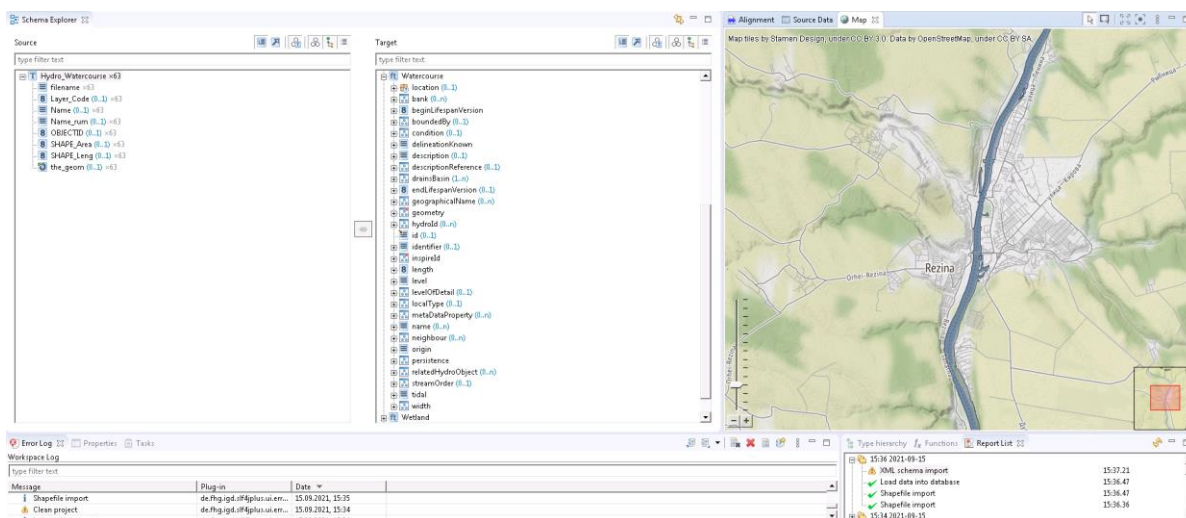 Schema Explorer
Source
type filter text
Hydro_Watercourse ×63
filename ×63
Layer_Code (0..1) ×63
Name (0..1) ×63
Name_rum (0..1) ×63
OBJECTID (0..1) ×63
SHAPE_Area (0..1) ×63
SHAPE_Leng (0..1) ×63
the_geom (0..1) ×63
Target
type filter text
Watercourse
location (0..1)
bank (0..n)
beginLifespanVersion
boundedBy (0..1)
condition (0..1)
delineationKnown
description (0..1)
descriptionReference (0..1)
drainsBasin (1..n)
endLifespanVersion (0..1)
geographicalName (0..n)
geometry
hydroId (0..n)
id (0..1)
identifier (0..1)
inspireId
length
level
levelOfDetail (0..1)
localType (0..1)
metaDataProperty (0..n)
name (0..n)
neighbour (0..n)
origin
persistence
relatedHydroObject (0..n)
streamOrder (0..1)
tidal
width
Wetland
Alignment Source Data Map
Map tiles by Stamen Design, under CC BY 3.0. Data by OpenStreetMap, under CC BY SA.
Orhei-Rezina
Rezina
Error Log Properties Tasks
Workspace Log
type filter text
Message Plug-in Date
Shapefile import de.fhg.igd.slf4jplus.ui.err... 15.09.2021, 15:35
Clean project de.fhg.igd.slf4jplus.ui.err... 15.09.2021, 15:34
Type hierarchy Functions Report List
15:36 2021-09-15
XML schema import 15:37.21
Load data into database 15:36.47
Shapefile import 15:36.47
Shapefile import 15:36.36
15:34 2021-09-15